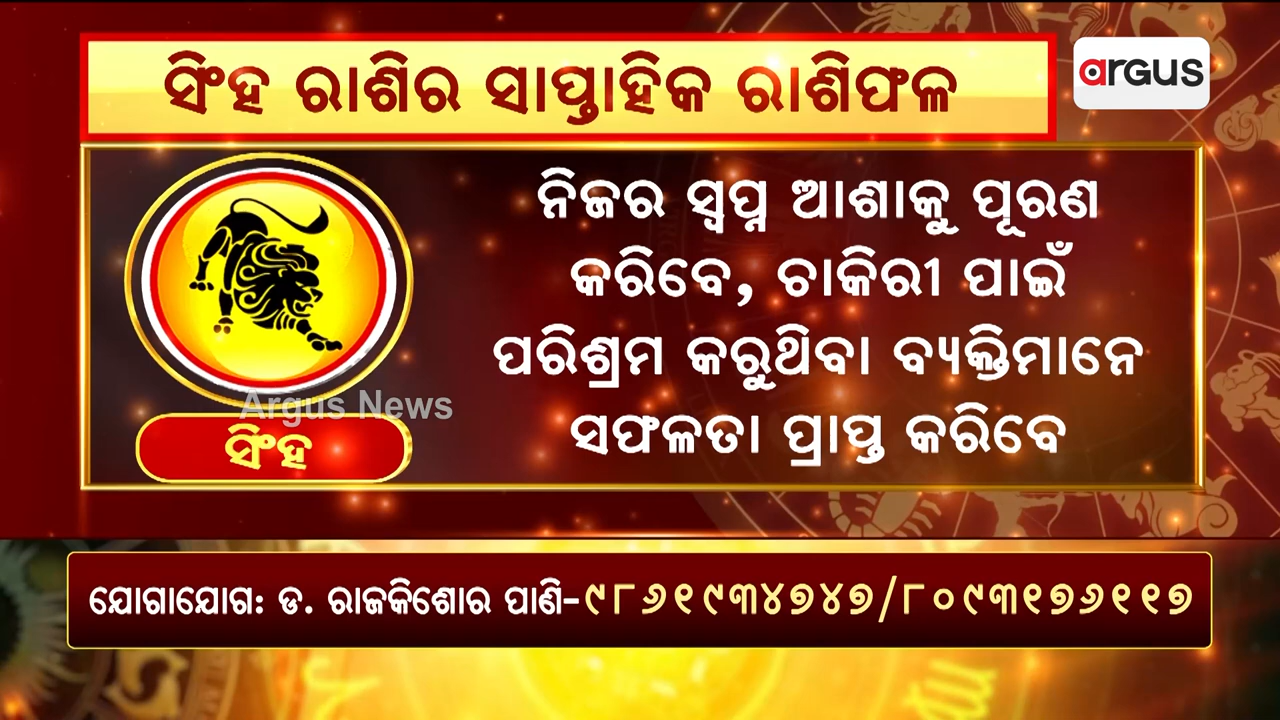 ସିଂହ ରାଶିର ସାପ୍ତାହିକ ରାଶିଫଳ
argus
ନିଜର ସ୍ୱପ୍ନ ଆଶାକୁ ପୂରଣ
କରିବେ, ଚାକିରୀ ପାଇଁ
ପରିଶ୍ରମ କରୁଥିବା ବ୍ୟକ୍ତିମାନେ
ସଫଳତା ପ୍ରାପ୍ତ କରିବେ
Argus News
ସିଂହ
ଯୋଗାଯୋଗ: ଡ. ରାଜକିଶୋର ପାଣି-୯୮୬୧୯୩୪୭୪୭/୮୦୯୩୧୭୬୧୧୭